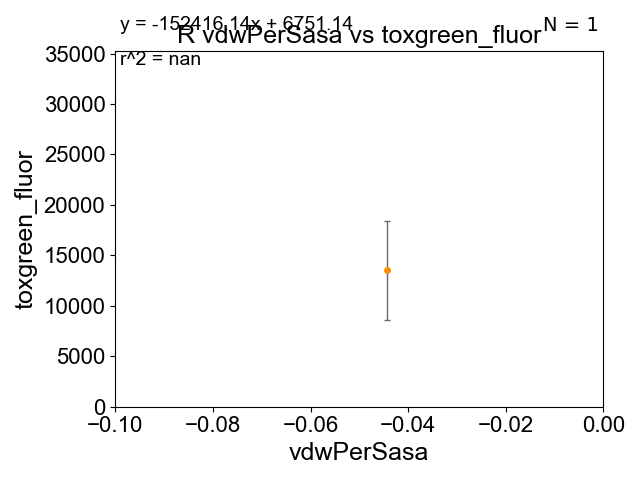 y = -152416.14x + 6751.14
N = 1
R vdwPerSasa vs toxgreen_fluor
r^2 = nan
35000
30000
25000
20000
15000
10000
5000
0
toxgreen_fluor
−0.10 −0.08 −0.06 −0.04 −0.02 0.00
vdwPerSasa